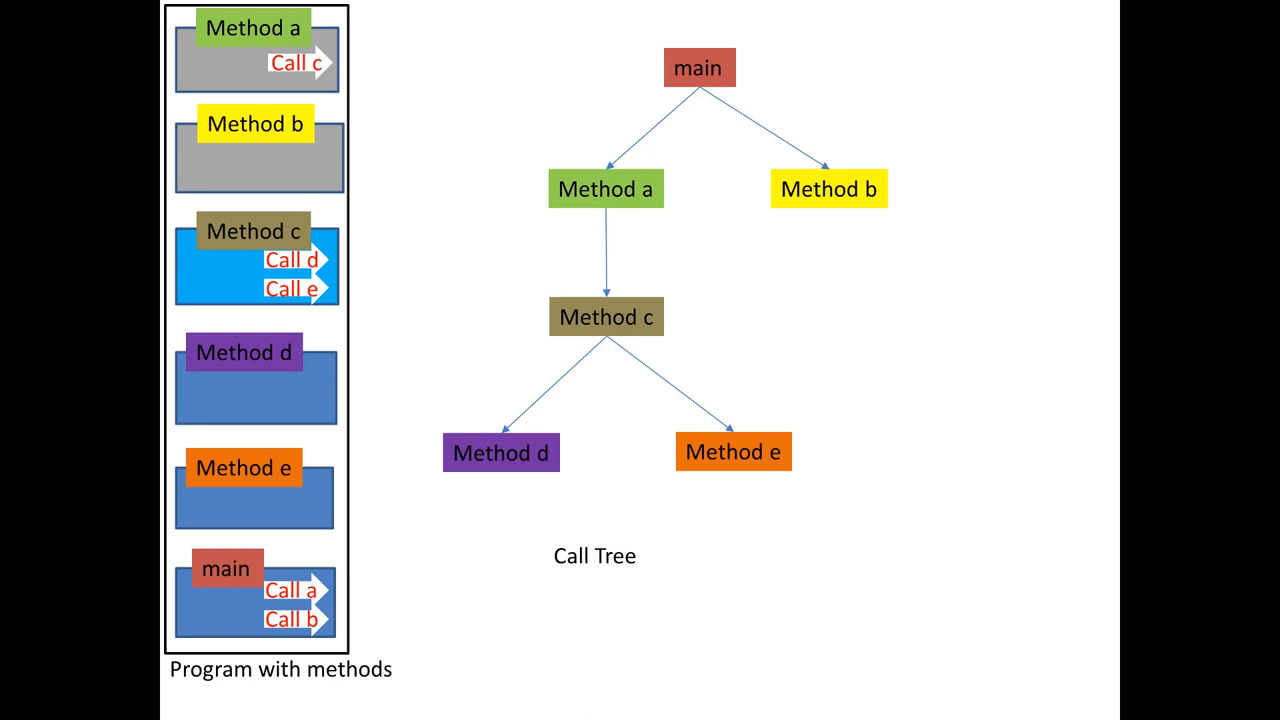 Method a
Call c
Method b
Method c
Call d
Call e
Method d
Method e
main
Call a
Call b
Program with methods
main
Method a
Method b
Method c
Method d
Method e
Call Tree